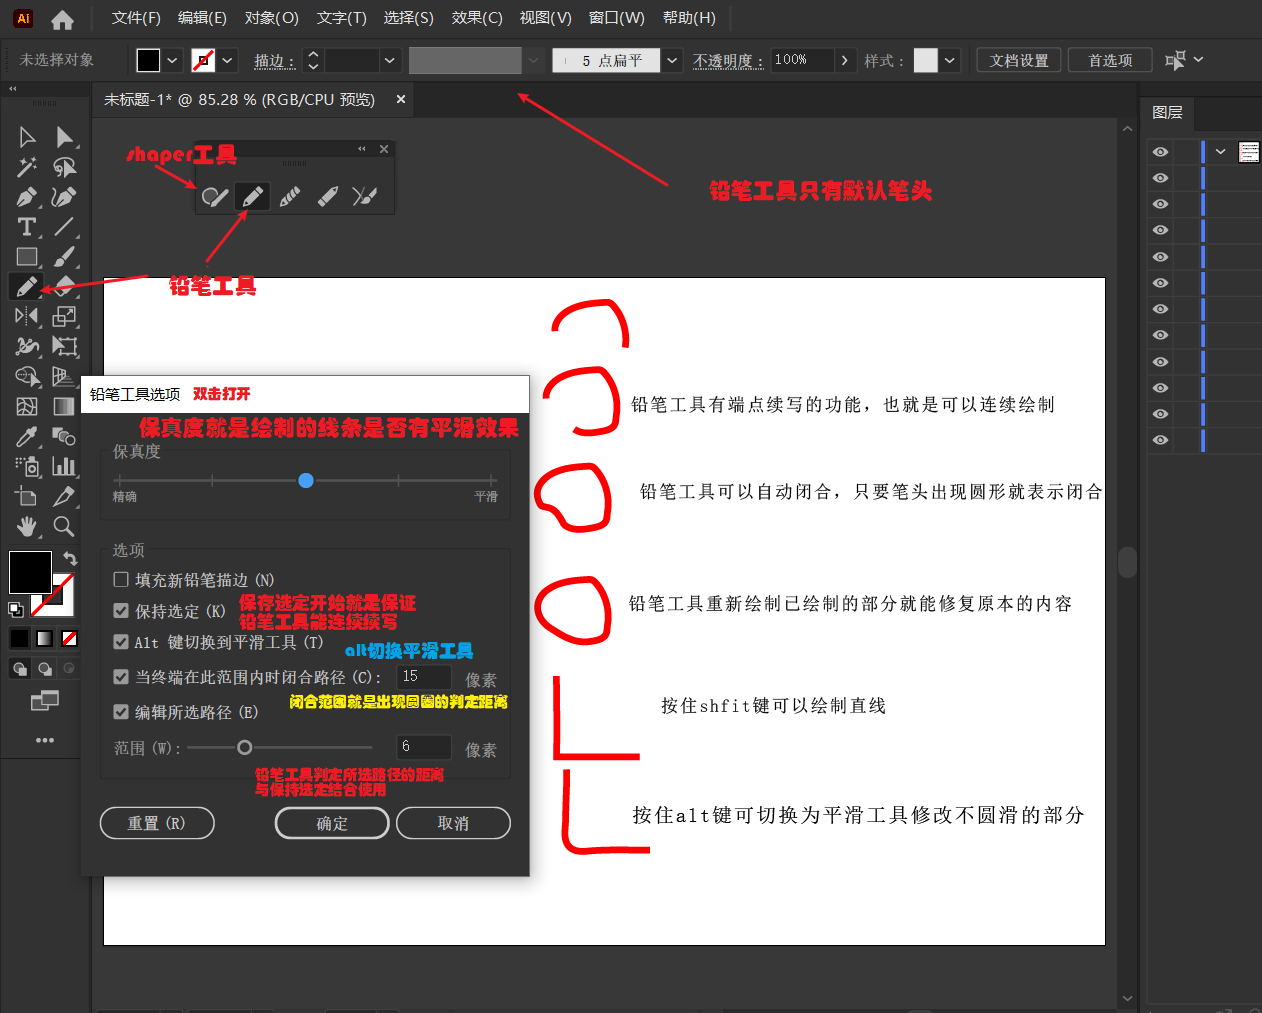 Ai 文件(F) 编辑(E) 对象(O) 文字(T) 选择(S) 效果(C) 视图(V) 窗口(W) 帮助(H)
未选择对象 描边： 5 点扁平 不透明度： 100% 样式： 文档设置 首选项
未标题-1* @ 85.28 % (RGB/CPU 预览) ×
图层
shaper工具
铅笔工具只有默认笔头
铅笔工具
铅笔工具选项 双击打开
保真度就是绘制的线条是否有平滑效果
保真度
精确 平滑
选项
填充新铅笔描边 (N)
保持选定 (K)
保存选定开始就是保证
铅笔工具能连续续写
Alt 键切换到平滑工具 (T)
alt切换平滑工具
当终端在此范围内时闭合路径 (C)： 15 像素
闭合范围就是出现圆圈的判定距离
编辑所选路径 (E)
范围 (W)： 6 像素
铅笔工具判定所选路径的距离
与保持选定结合使用
重置 (R) 确定 取消
铅笔工具有端点续写的功能，也就是可以连续绘制
铅笔工具可以自动闭合，只要笔头出现圆形就表示闭合
铅笔工具重新绘制已绘制的部分就能修复原本的内容
按住shfit键可以绘制直线
按住alt键可切换为平滑工具修改不圆滑的部分